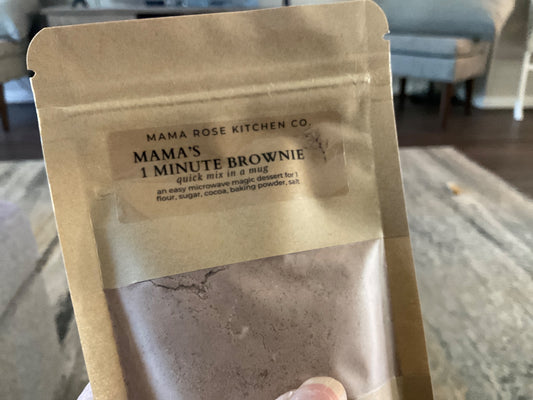 MAMA ROSE KITCHEN CO.
MAMA'S
1 MINUTE BROWNIE
quick mix in a mug
an easy microwave magic dessert for 1
flour, sugar, cocoa, baking powder, salt